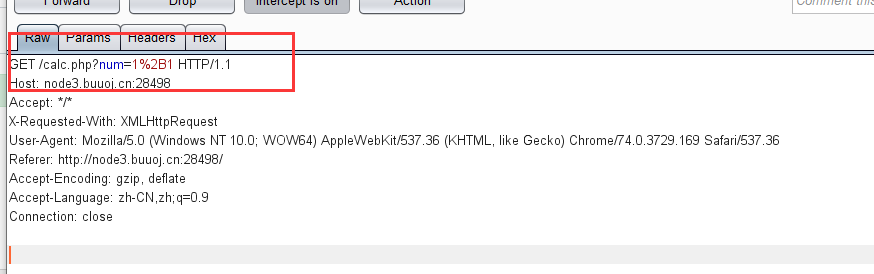 Forward Drop Intercept is on Action Comment this
Raw Params Headers Hex
GET /calc.php?num=1%2B1 HTTP/1.1
Host: node3.buuoj.cn:28498
Accept: */*
X-Requested-With: XMLHttpRequest
User-Agent: Mozilla/5.0 (Windows NT 10.0; WOW64) AppleWebKit/537.36 (KHTML, like Gecko) Chrome/74.0.3729.169 Safari/537.36
Referer: http://node3.buuoj.cn:28498/
Accept-Encoding: gzip, deflate
Accept-Language: zh-CN,zh;q=0.9
Connection: close